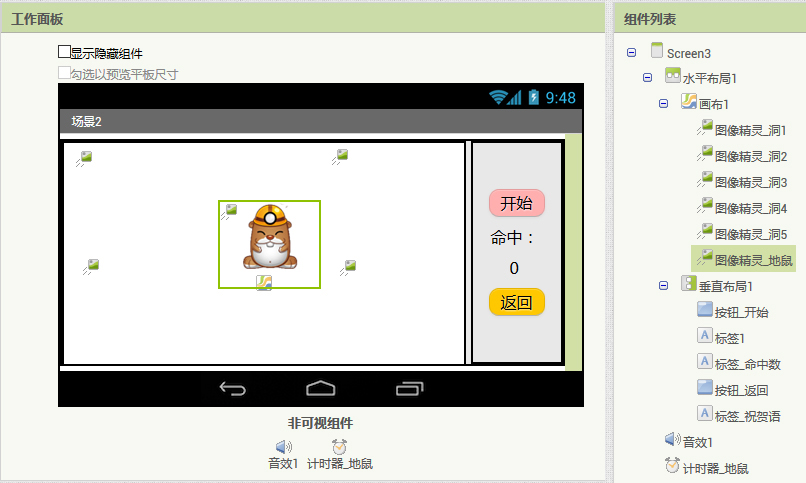 工作面板
显示隐藏组件
勾选以预览平板尺寸
9:48
场景2
开始
命中：
0
返回
非可视组件
音效1
计时器_地鼠
组件列表
Screen3
水平布局1
画布1
图像精灵_洞1
图像精灵_洞2
图像精灵_洞3
图像精灵_洞4
图像精灵_洞5
图像精灵_地鼠
垂直布局1
按钮_开始
A 标签1
A 标签_命中数
按钮_返回
A 标签_祝贺语
音效1
计时器_地鼠